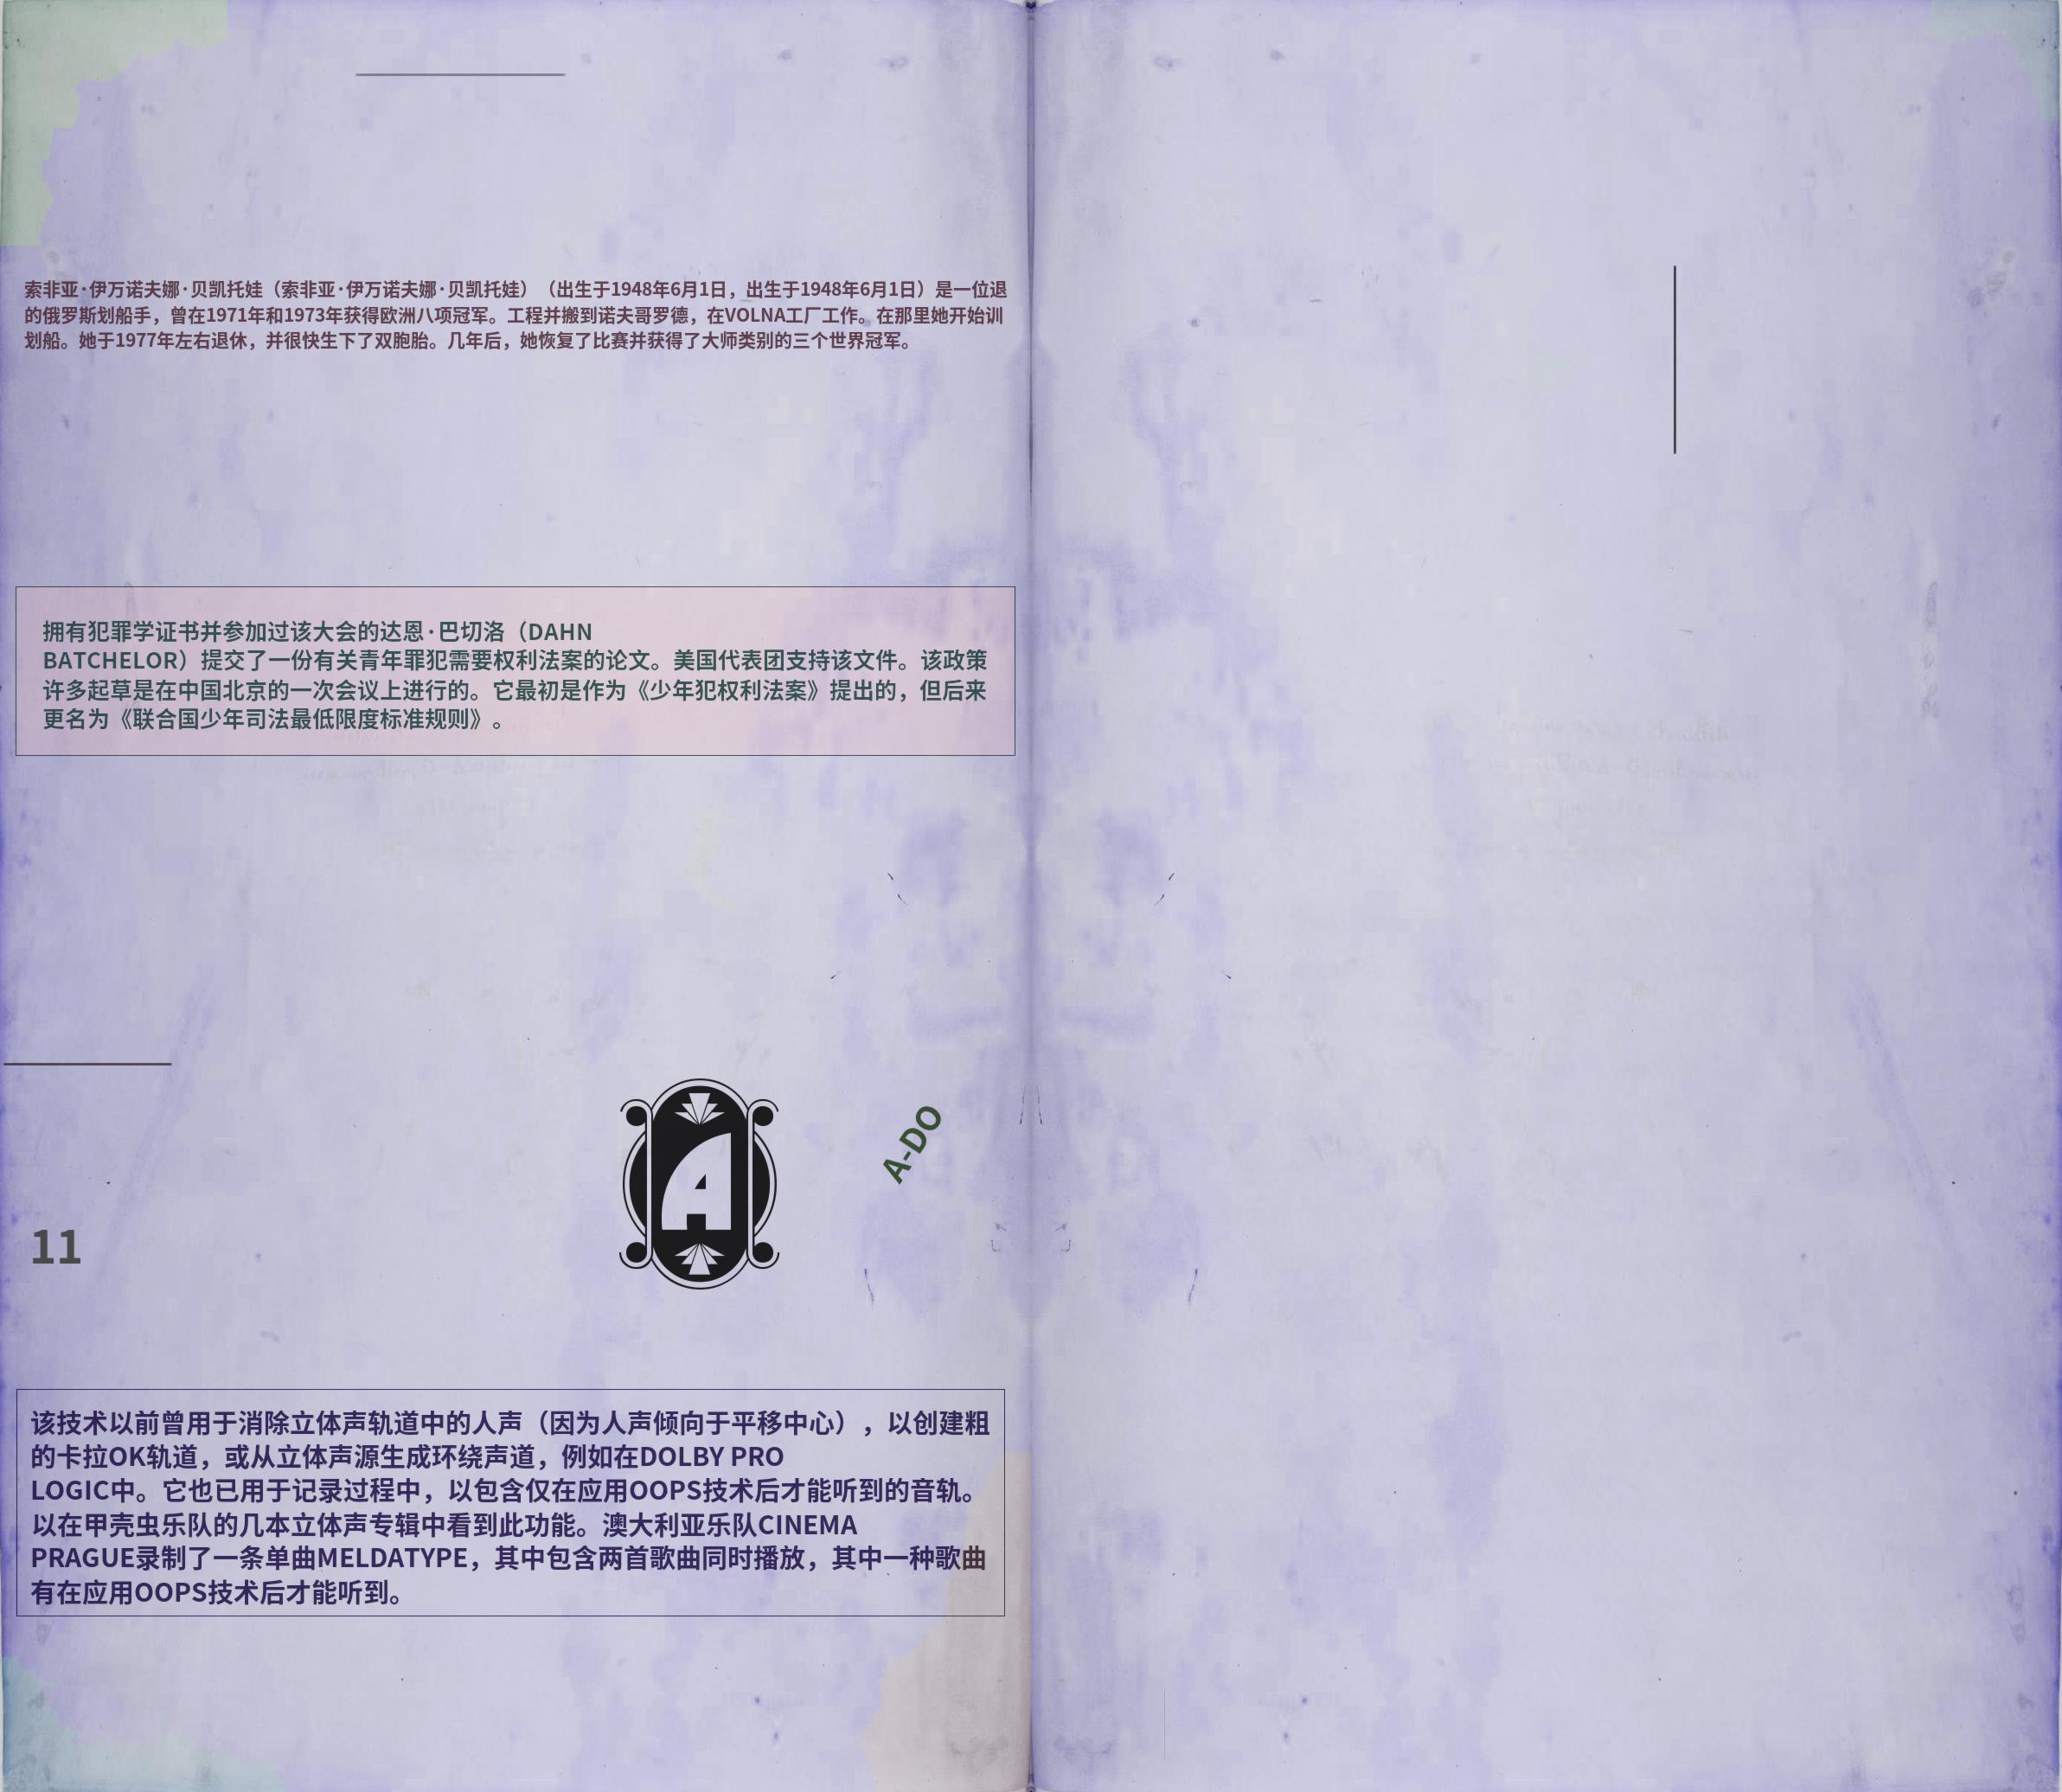 索非亚·伊万诺夫娜·贝凯托娃（索非亚·伊万诺夫娜·贝凯托娃）（出生于1948年6月1日，出生于1948年6月1日）是一位退
的俄罗斯划船手，曾在1971年和1973年获得欧洲八项冠军。工程并搬到诺夫哥罗德，在VOLNA工厂工作。在那里她开始训
划船。她于1977年左右退休，并很快生下了双胞胎。几年后，她恢复了比赛并获得了大师类别的三个世界冠军。
拥有犯罪学证书并参加过该大会的达恩·巴切洛（DAHN
BATCHELOR）提交了一份有关青年罪犯需要权利法案的论文。美国代表团支持该文件。该政策
许多起草是在中国北京的一次会议上进行的。它最初是作为《少年犯权利法案》提出的，但后来
更名为《联合国少年司法最低限度标准规则》。
A
A-DO
11
该技术以前曾用于消除立体声轨道中的人声（因为人声倾向于平移中心），以创建粗
的卡拉OK轨道，或从立体声源生成环绕声道，例如在DOLBY PRO
LOGIC中。它也已用于记录过程中，以包含仅在应用OOPS技术后才能听到的音轨。
以在甲壳虫乐队的几本立体声专辑中看到此功能。澳大利亚乐队CINEMA
PRAGUE录制了一条单曲MELDATYPE，其中包含两首歌曲同时播放，其中一种歌曲
有在应用OOPS技术后才能听到。